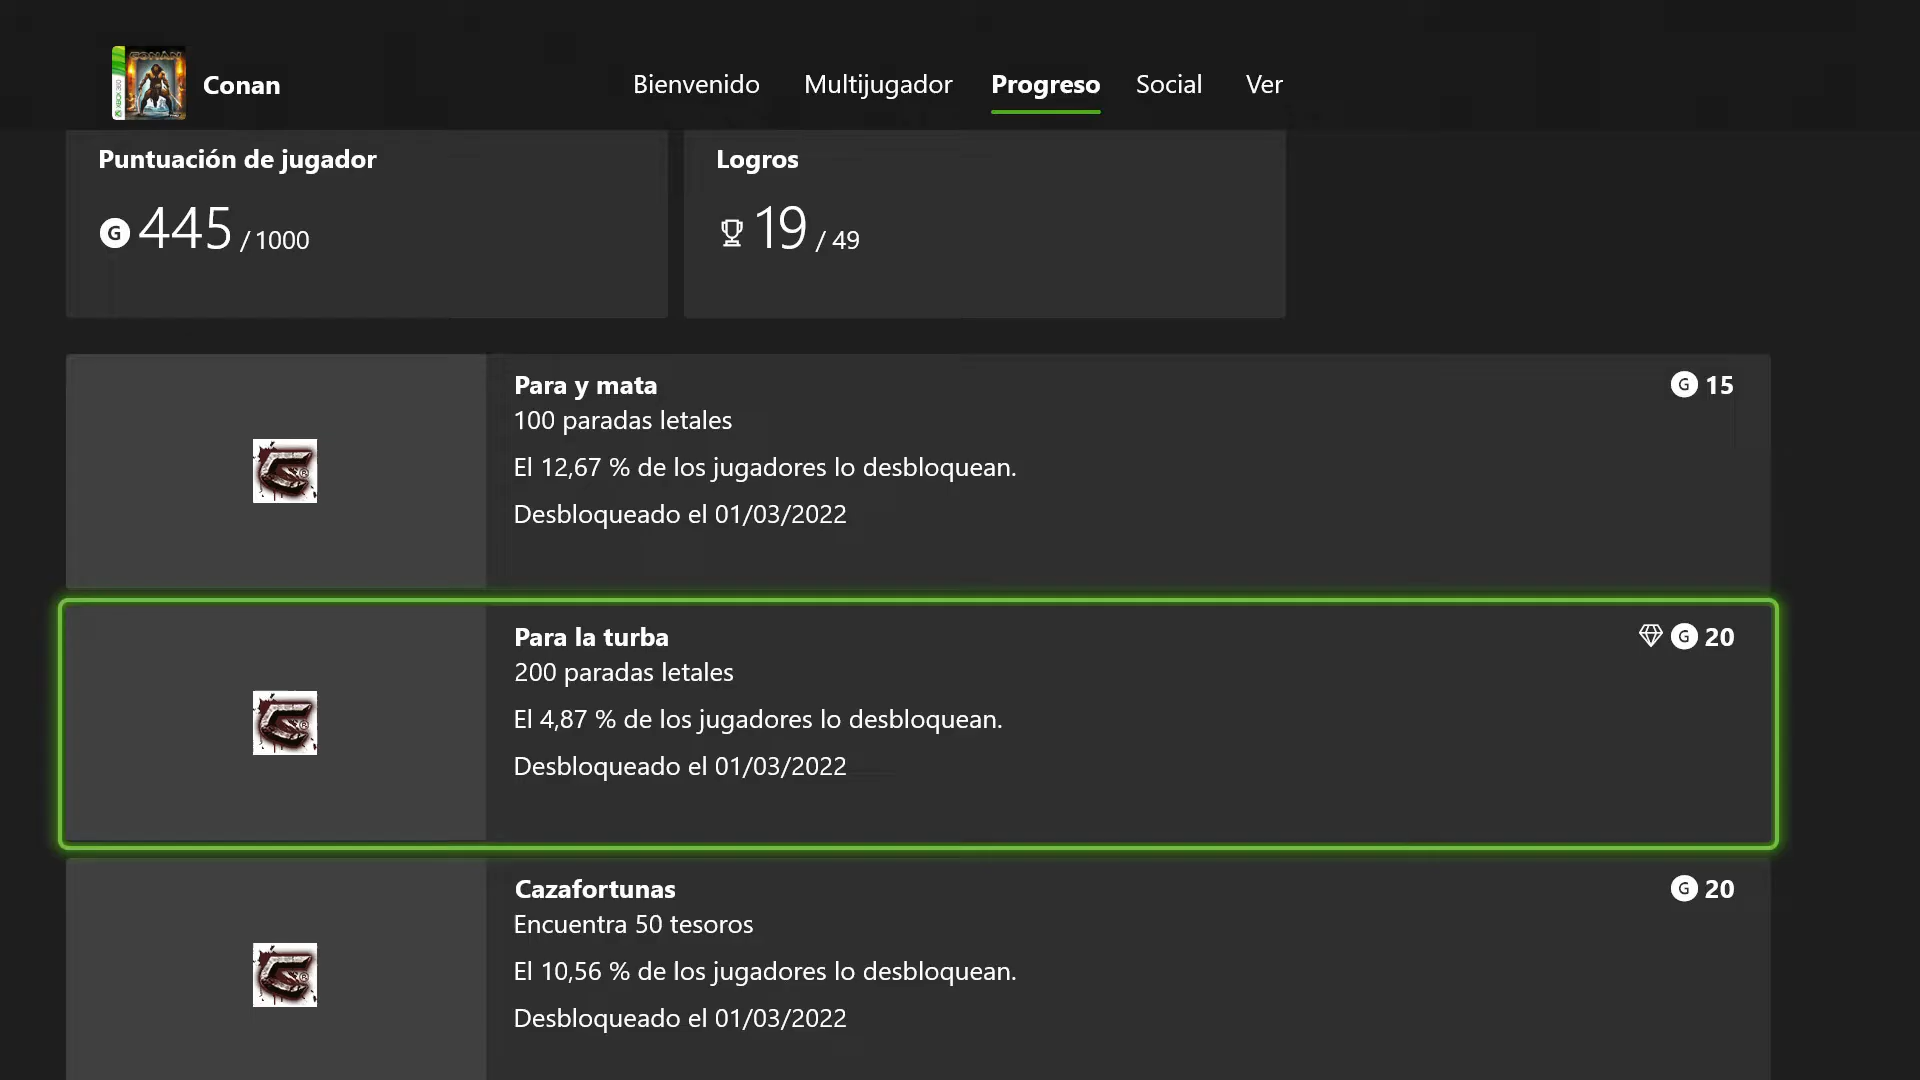 Conan
Bienvenido Multijugador Progreso Social Ver
Puntuación de jugador
G 445 / 1000
Logros
19 / 49
Para y mata
G 15
100 paradas letales
El 12,67 % de los jugadores lo desbloquean.
Desbloqueado el 01/03/2022
Para la turba
G 20
200 paradas letales
El 4,87 % de los jugadores lo desbloquean.
Desbloqueado el 01/03/2022
Cazafortunas
G 20
Encuentra 50 tesoros
El 10,56 % de los jugadores lo desbloquean.
Desbloqueado el 01/03/2022
CONAN
XBOX 360